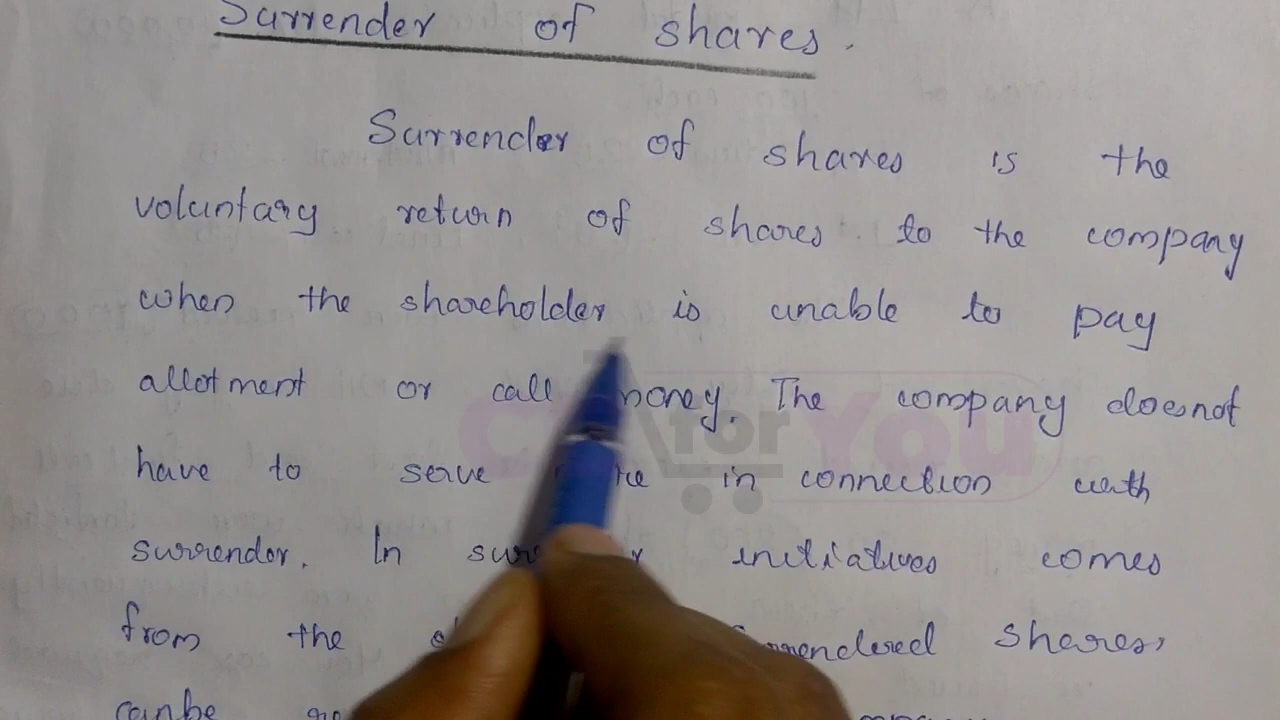 Surrender of shares.
Surrender of shares is the
voluntary return of shares to the company
when the shareholder is unable to pay
allotment or call money. The company doesnot
have to serve in connection with
surrender. In initiatives comes
from the shares,
canbe
for
You